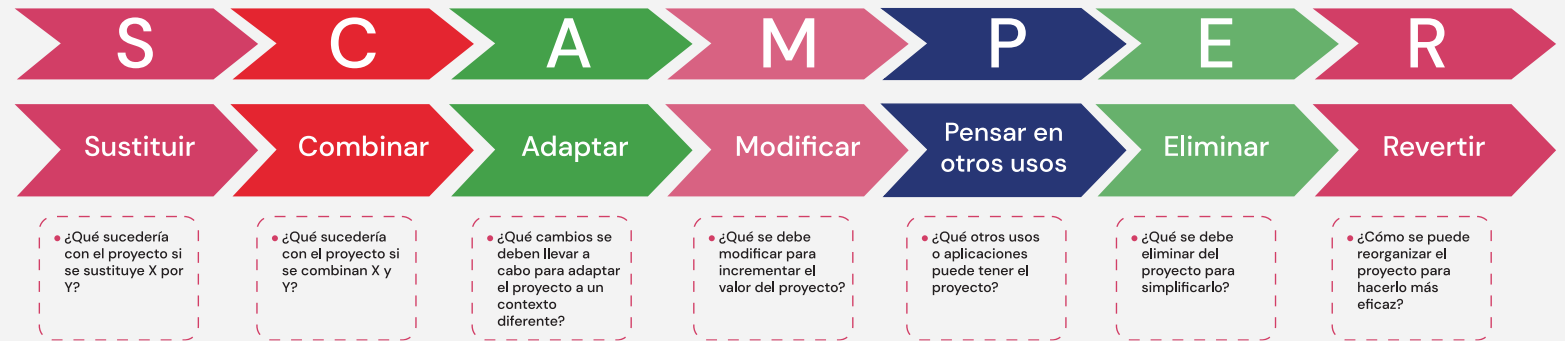 S
C
A
M
P
E
R
Sustituir
Combinar
Adaptar
Modificar
Pensar en
otros usos
Eliminar
Revertir
• ¿Qué sucedería
con el proyecto si
se sustituye X por
Y?
• ¿Qué sucedería
con el proyecto si
se combinan X y
Y?
• ¿Qué cambios se
deben llevar a
cabo para adaptar
el proyecto a un
contexto
diferente?
• ¿Qué se debe
modificar para
incrementar el
valor del proyecto?
• ¿Qué otros usos
o aplicaciones
puede tener el
proyecto?
• ¿Qué se debe
eliminar del
proyecto para
simplificarlo?
• ¿Cómo se puede
reorganizar el
proyecto para
hacerlo más
eficaz?